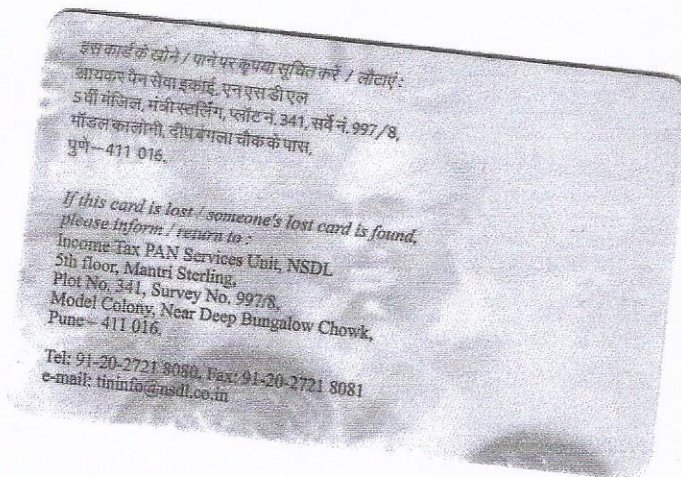 इस कार्ड के खोने / पाने पर कृपया सूचित करें / लौटाएं :
आयकर पैन सेवा इकाई, एन एस डी एल
5 वीं मंजिल, मंत्री स्टर्लिंग, प्लॉट नं. 341, सर्वे नं. 997/8,
मॉडल कालोनी, दीप बंगला चौक के पास,
पुणे – 411 016.
If this card is lost / someone's lost card is found,
please inform / return to :
Income Tax PAN Services Unit, NSDL
5th floor, Mantri Sterling,
Plot No. 341, Survey No. 997/8,
Model Colony, Near Deep Bungalow Chowk,
Pune – 411 016.
Tel: 91-20-2721 8080, Fax: 91-20-2721 8081
e-mail: tininfo@nsdl.co.in